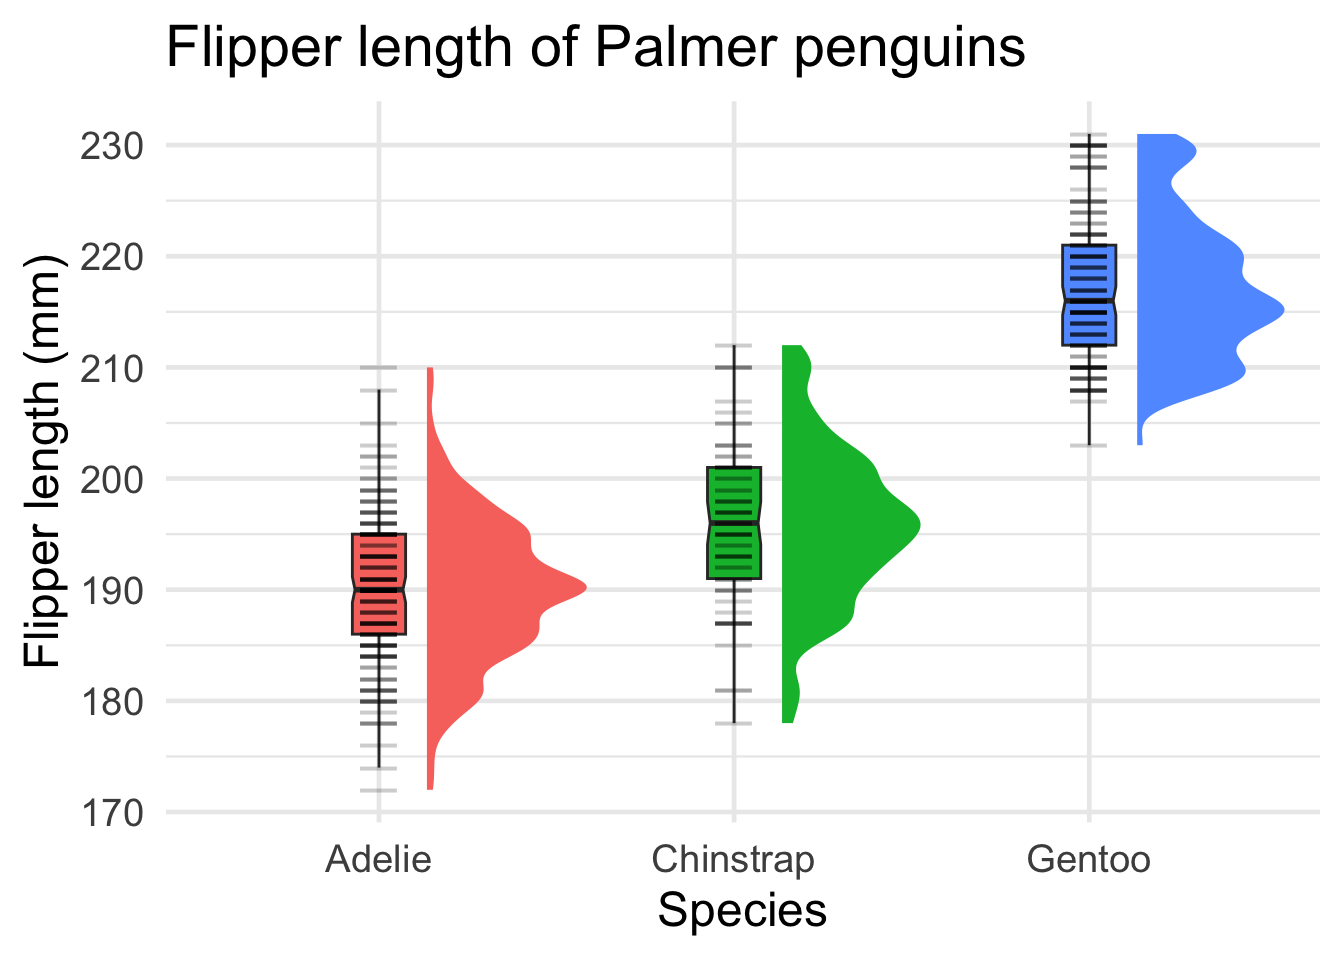 Flipper length of Palmer penguins
Flipper length (mm)
230
220
210
200
190
180
170
Adelie
Chinstrap
Gentoo
Species